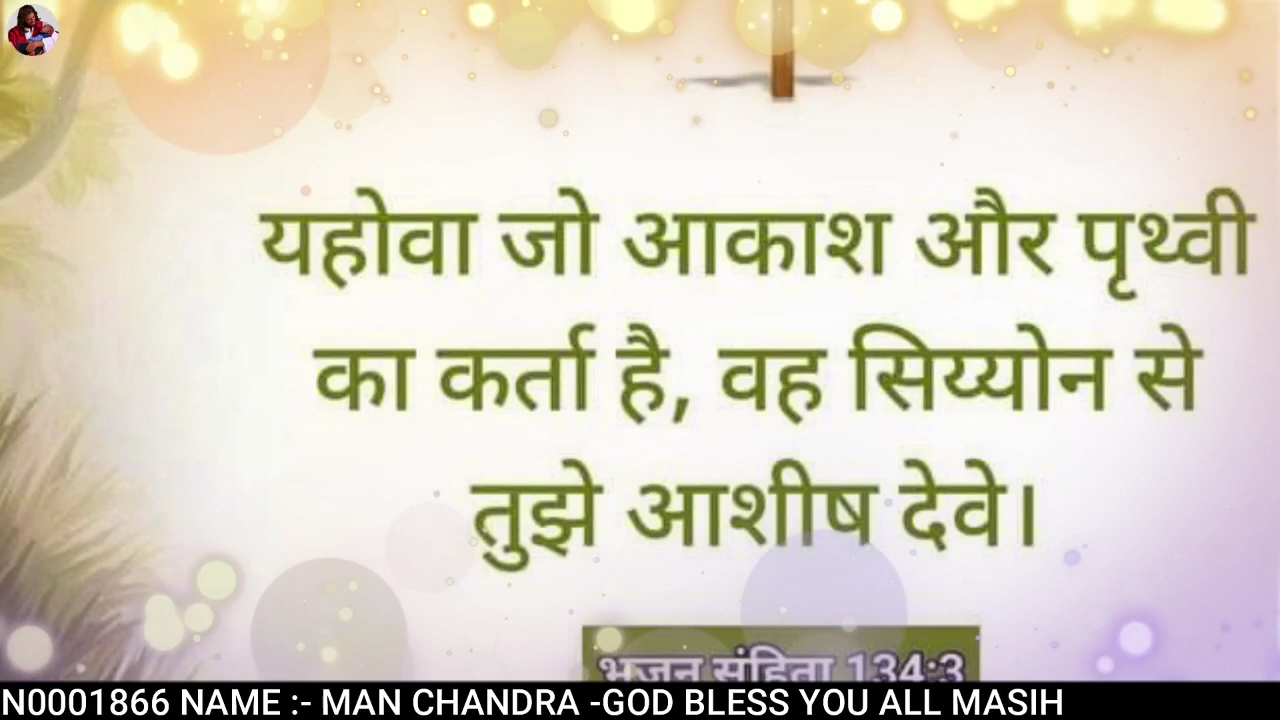 यहोवा जो आकाश और पृथ्वी
का कर्ता है, वह सिय्योन से
तुझे आशीष देवे।
भजन संहिता 134:3
N0001866 NAME :- MAN CHANDRA -GOD BLESS YOU ALL MASIH